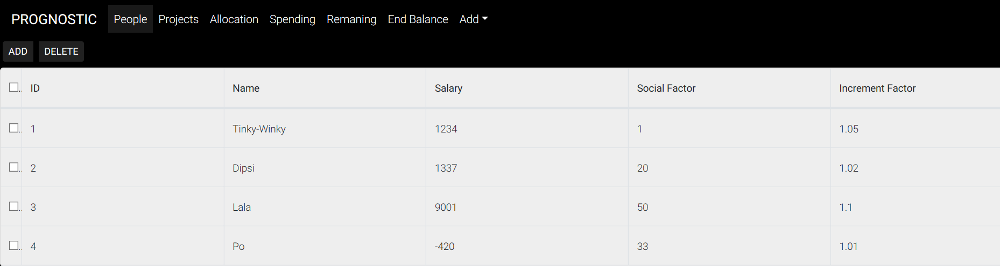 PROGNOSTIC People Projects Allocation Spending Remaning End Balance Add
ADD DELETE
ID Name Salary Social Factor Increment Factor
1 Tinky-Winky 1234 1 1.05
2 Dipsi 1337 20 1.02
3 Lala 9001 50 1.1
4 Po -420 33 1.01